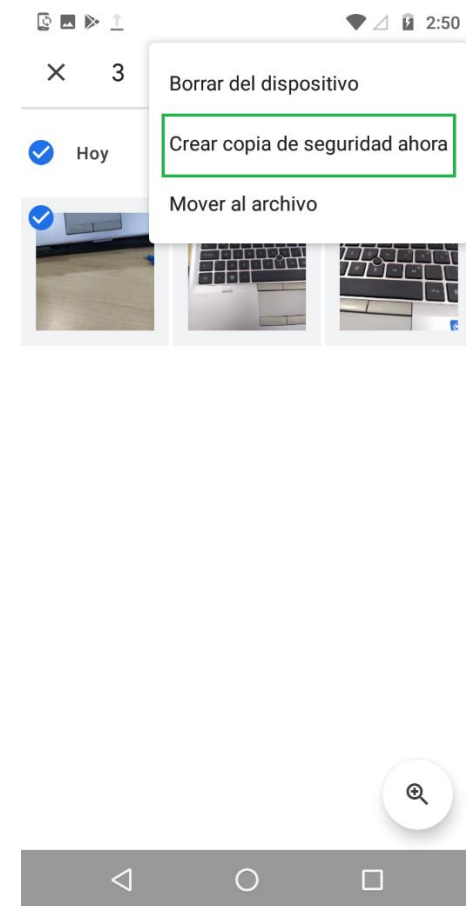 2:50
3
Borrar del dispositivo
Crear copia de seguridad ahora
Hoy
Mover al archivo